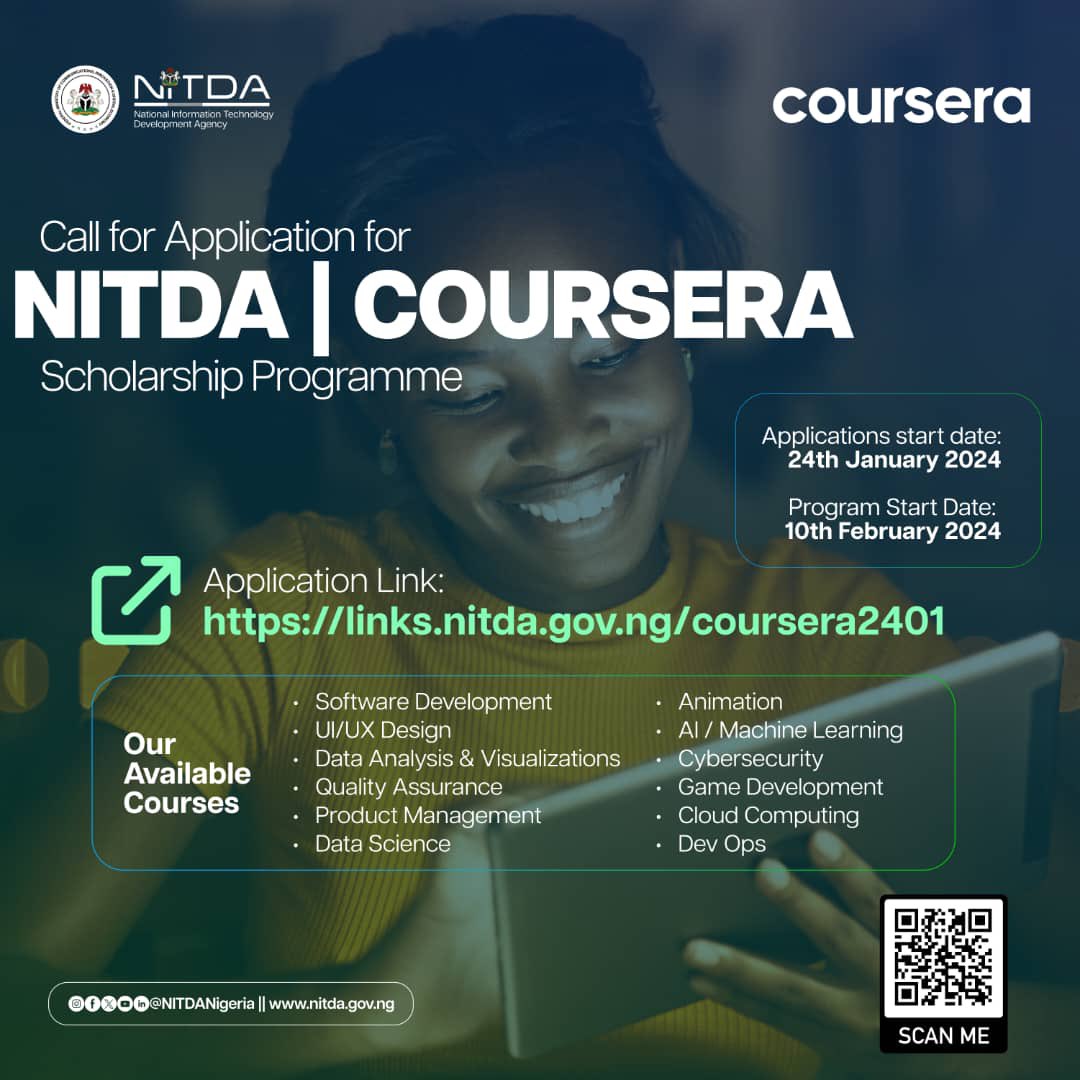 NITDA
National Information Technology
Development Agency
coursera
Call for Application for
NITDA | COURSERA
Scholarship Programme
Applications start date:
24th January 2024
Program Start Date:
10th February 2024
Application Link:
https://links.nitda.gov.ng/coursera2401
Our
Available
Courses
• Software Development
• UI/UX Design
• Data Analysis & Visualizations
• Quality Assurance
• Product Management
• Data Science
• Animation
• AI / Machine Learning
• Cybersecurity
• Game Development
• Cloud Computing
• Dev Ops
@NITDANigeria || www.nitda.gov.ng
SCAN ME